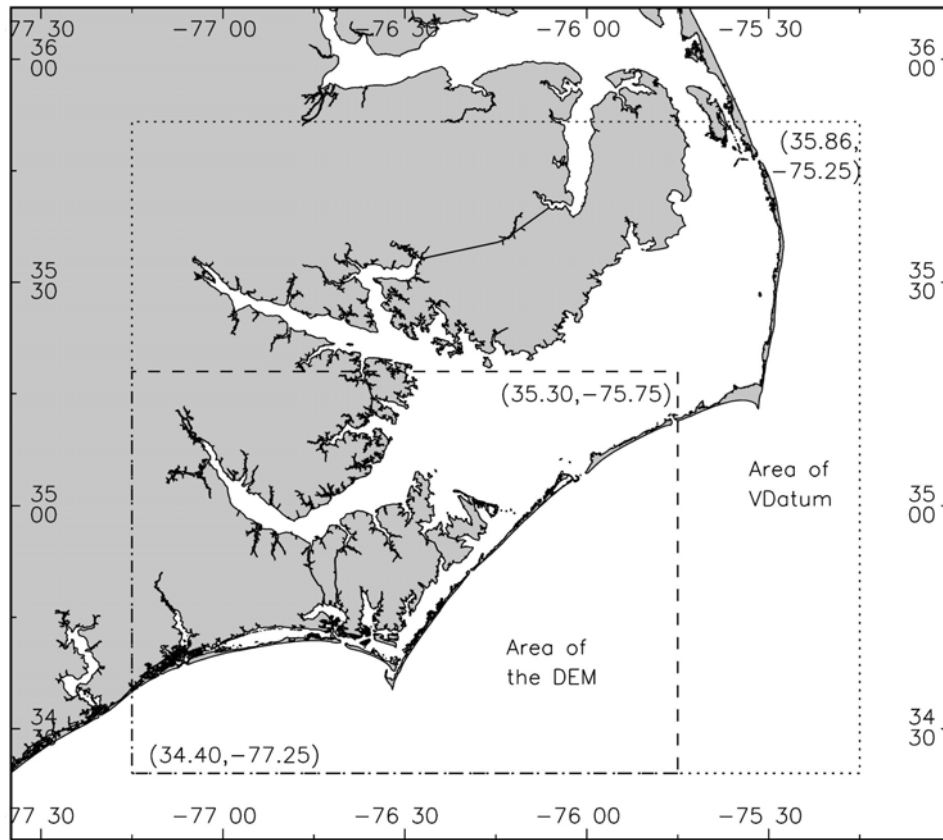 77 30 −77 00 −76 30 −76 00 −75 30
36 00 36 00
(35.86,
−75.25)
35 30 35 30
(35.30,−75.75)
Area of
VDatum
35 00 35 00
Area of
the DEM
34 30 34 30
(34.40,−77.25)
77 30 −77 00 −76 30 −76 00 −75 30